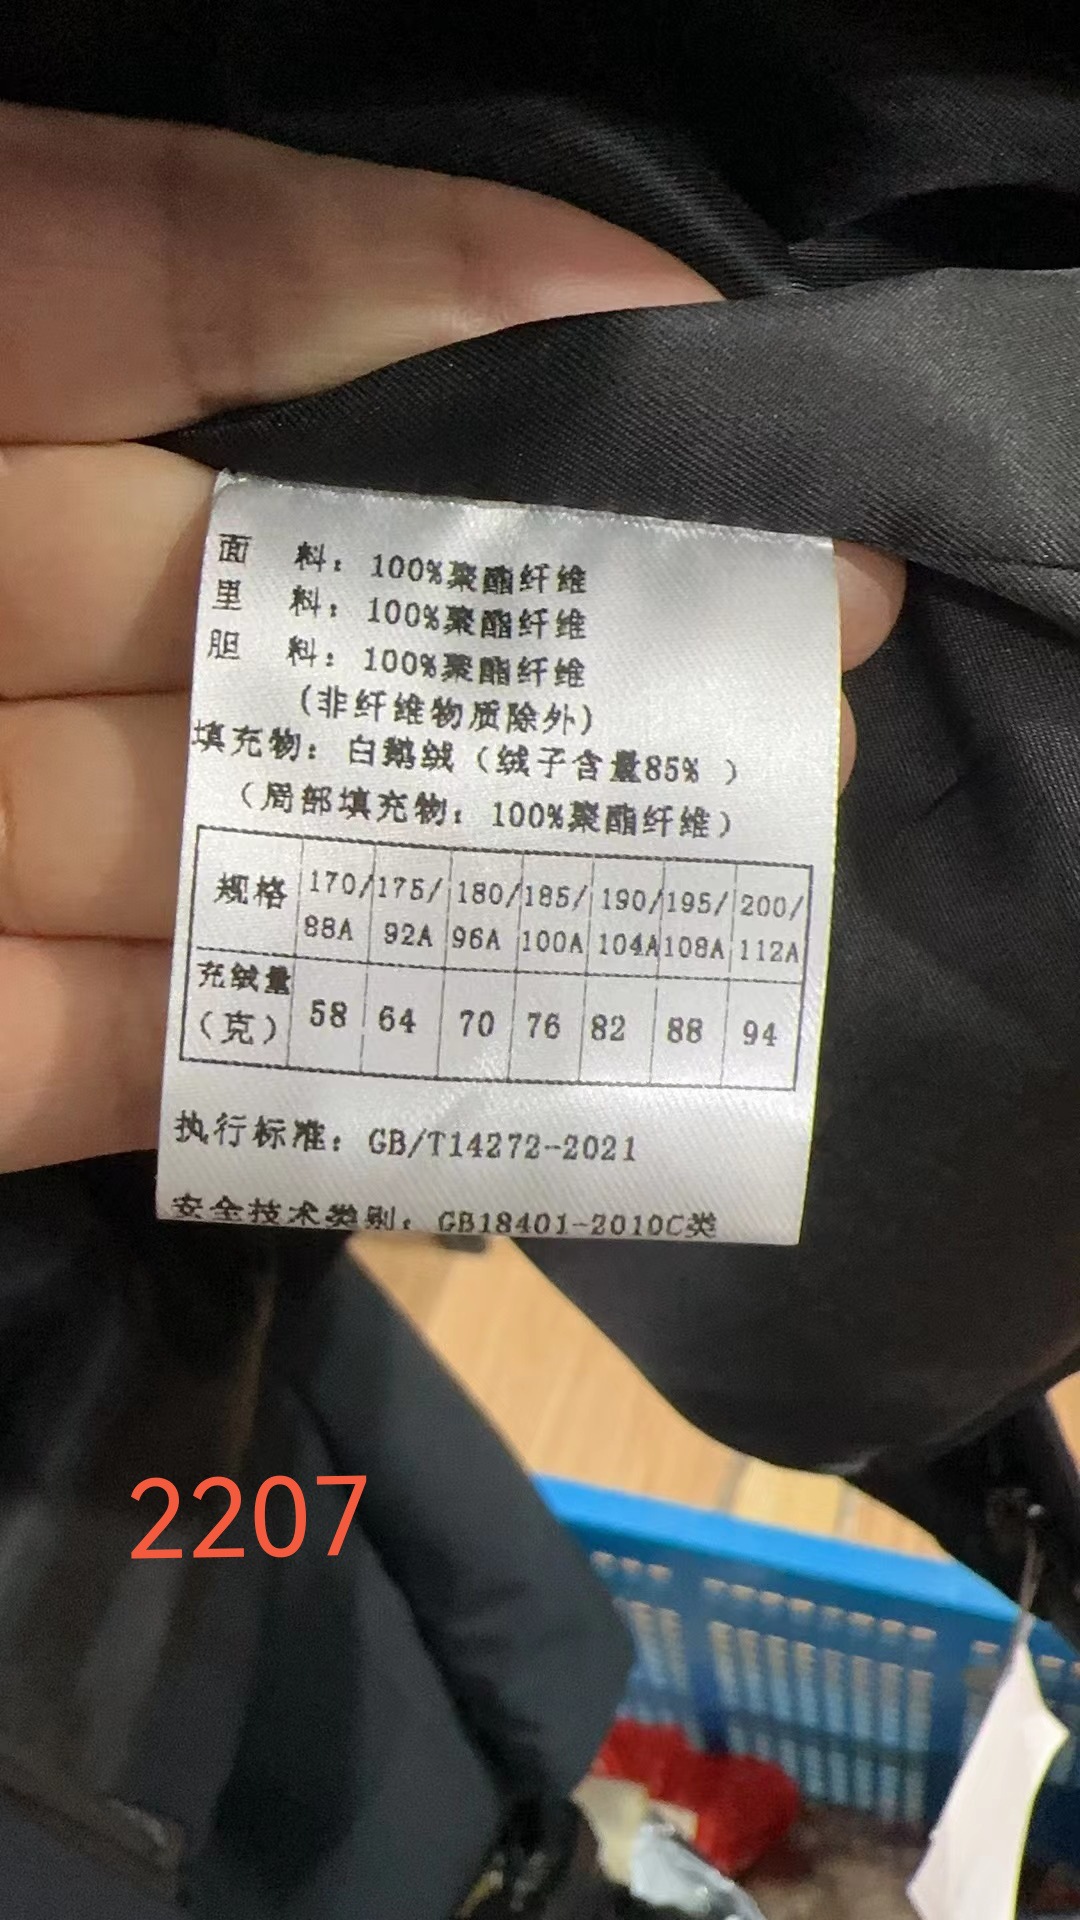 面 料：100%聚酯纤维
里 料：100%聚酯纤维
胆 料：100%聚酯纤维
(非纤维物质除外)
填充物：白鹅绒（绒子含量85% ）
（局部填充物：100%聚酯纤维）
规格 170/88A 175/92A 180/96A 185/100A 190/104A 195/108A 200/112A
充绒量（克） 58 64 70 76 82 88 94
执行标准：GB/T14272-2021
安全技术类别：GB18401-2010C类
2207